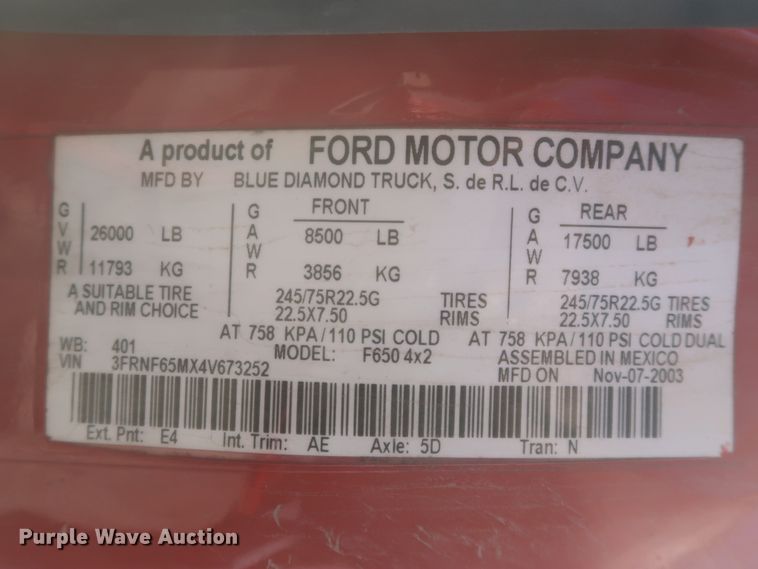 A product of FORD MOTOR COMPANY
MFD BY BLUE DIAMOND TRUCK, S. de R.L. de C.V.
GVWR 26000 LB 11793 KG
GAWR FRONT 8500 LB 3856 KG
GAWR REAR 17500 LB 7938 KG
A SUITABLE TIRE AND RIM CHOICE
245/75R22.5G TIRES 245/75R22.5G TIRES
22.5X7.50 RIMS 22.5X7.50 RIMS
AT 758 KPA/110 PSI COLD AT 758 KPA/110 PSI COLD DUAL
WB: 401 MODEL: F650 4x2 ASSEMBLED IN MEXICO
VIN 3FRNF65MX4V673252 MFD ON Nov-07-2003
Ext. Pnt: E4 Int. Trim: AE Axle: 5D Tran: N
Purple Wave Auction